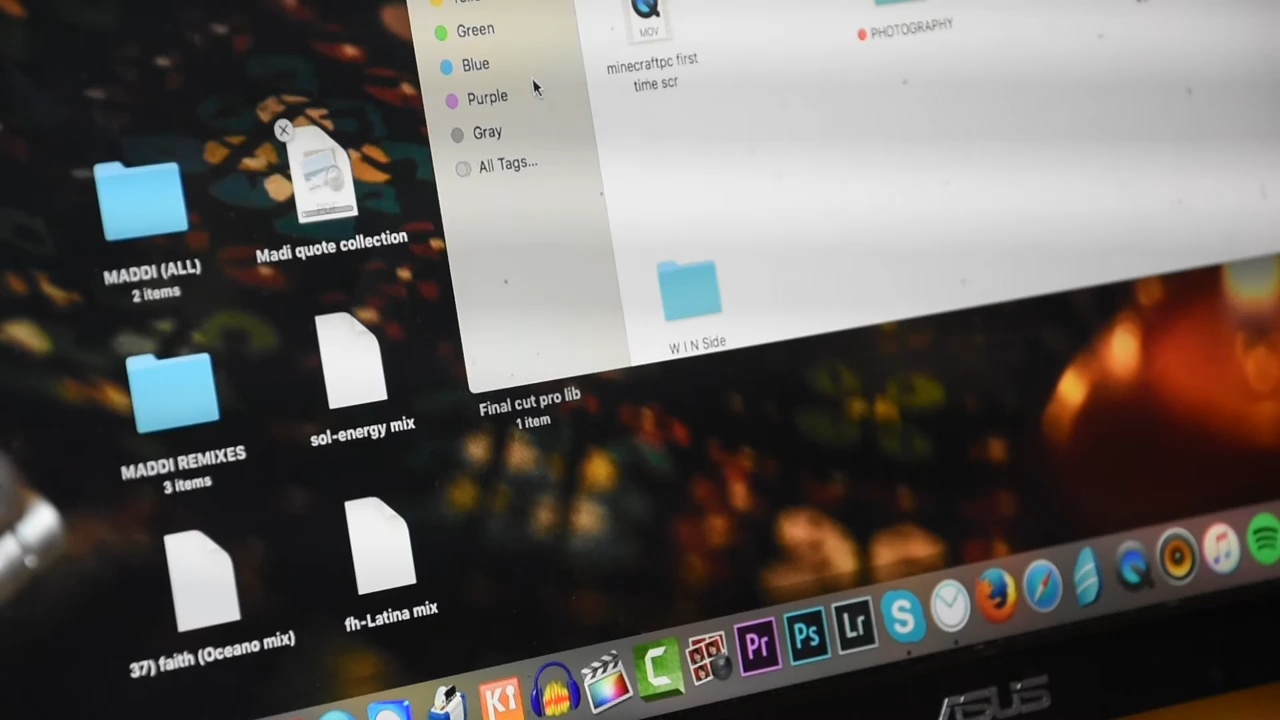 Green
Blue
Purple
Gray
All Tags...
MOV
minecraftpc first
time scr
PHOTOGRAPHY
W I N Side
MADDI (ALL)
2 items
Madi quote collection
MADDI REMIXES
3 items
sol-energy mix
Final cut pro lib
1 item
37) faith (Oceano mix)
fh-Latina mix
Ki
C
Pr
Ps
Lr
S
ASUS